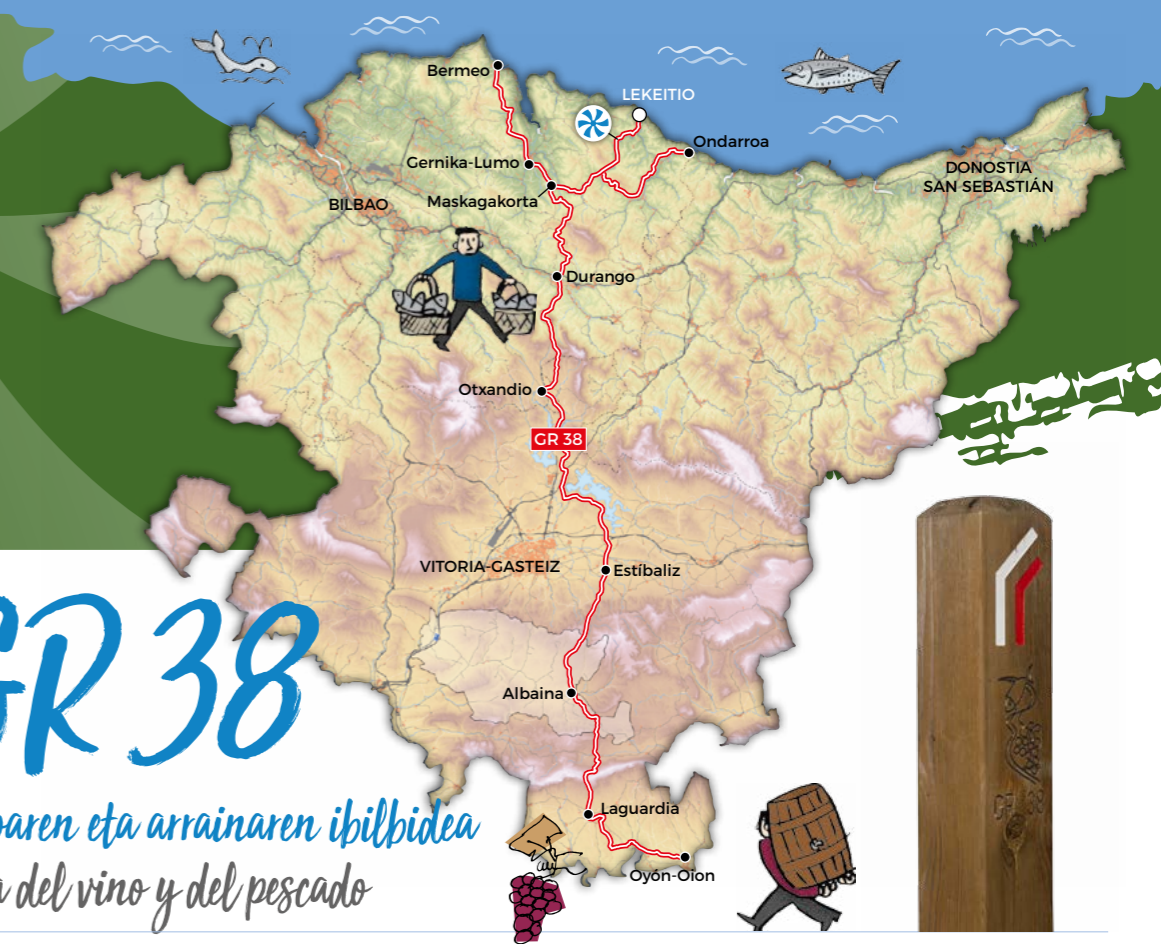 Bermeo
LEKEITIO
Ondarroa
Gernika-Lumo
DONOSTIA
SAN SEBASTIÁN
Maskagakorta
BILBAO
Durango
Otxandio
GR 38
VITORIA-GASTEIZ
Estíbaliz
GR 38
Albaina
Laguardia
oaren eta arrainaren ibilbidea
Oyón-Oion
a del vino y del pescado
GR 38